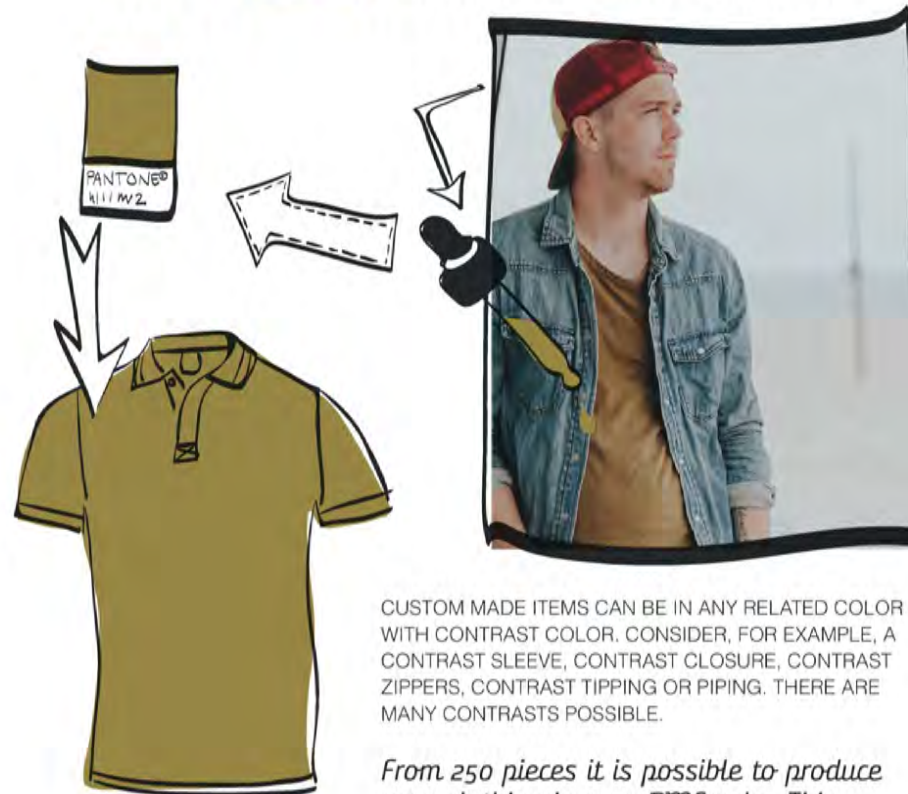 PANTONE®
CUSTOM MADE ITEMS CAN BE IN ANY RELATED COLOR
WITH CONTRAST COLOR. CONSIDER, FOR EXAMPLE, A
CONTRAST SLEEVE, CONTRAST CLOSURE, CONTRAST
ZIPPERS, CONTRAST TIPPING OR PIPING. THERE ARE
MANY CONTRASTS POSSIBLE.
From 250 pieces it is possible to produce